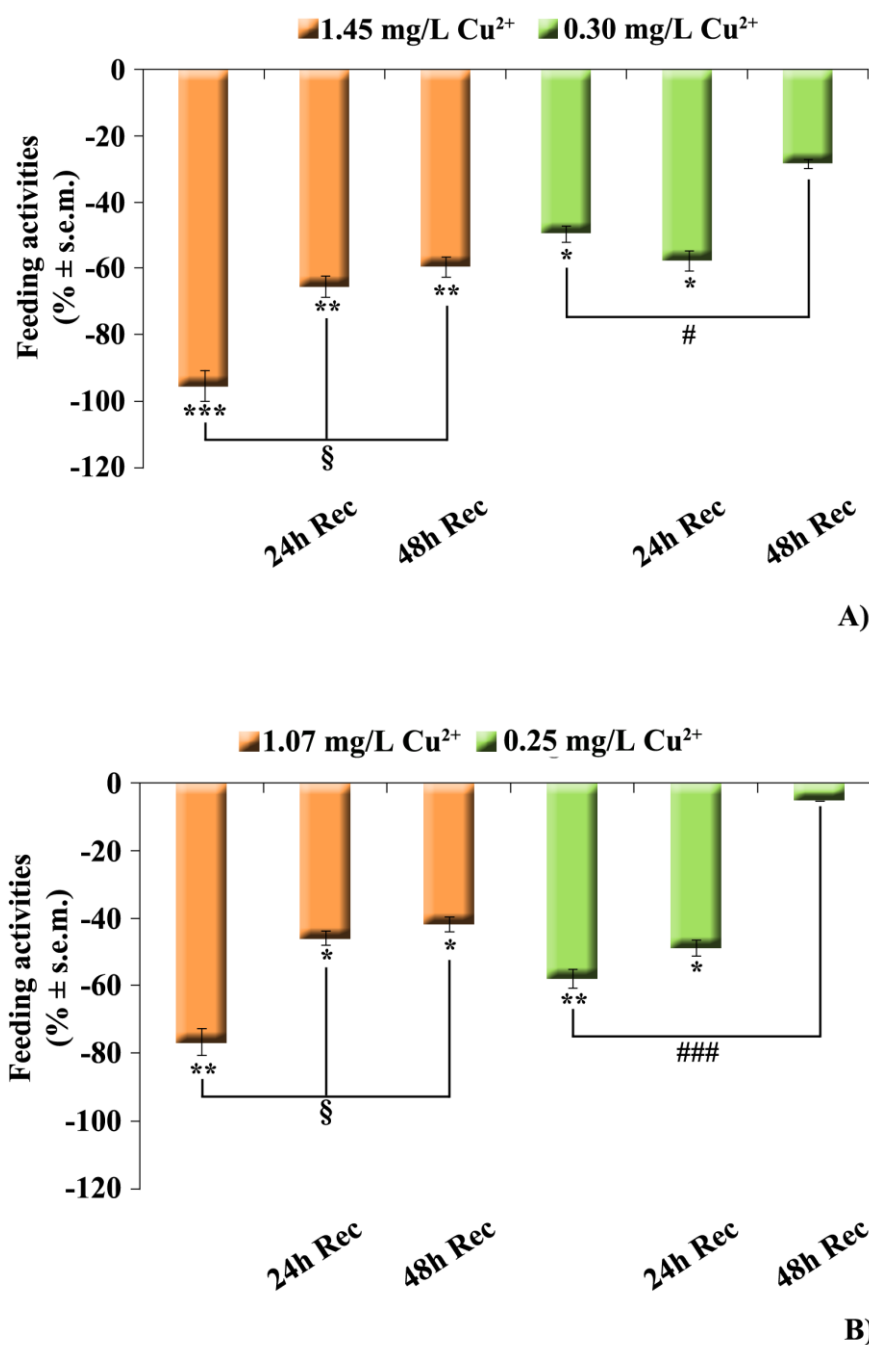 1.45 mg/L Cu²⁺ 0.30 mg/L Cu²⁺
Feeding activities
(% ± s.e.m.)
0
-20
-40
-60
-80
-100
-120
***
**
**
*
*
§
#
24h Rec
48h Rec
24h Rec
48h Rec
A)
1.07 mg/L Cu²⁺ 0.25 mg/L Cu²⁺
Feeding activities
(% ± s.e.m.)
0
-20
-40
-60
-80
-100
-120
**
*
*
**
*
§
###
24h Rec
48h Rec
24h Rec
48h Rec
B)